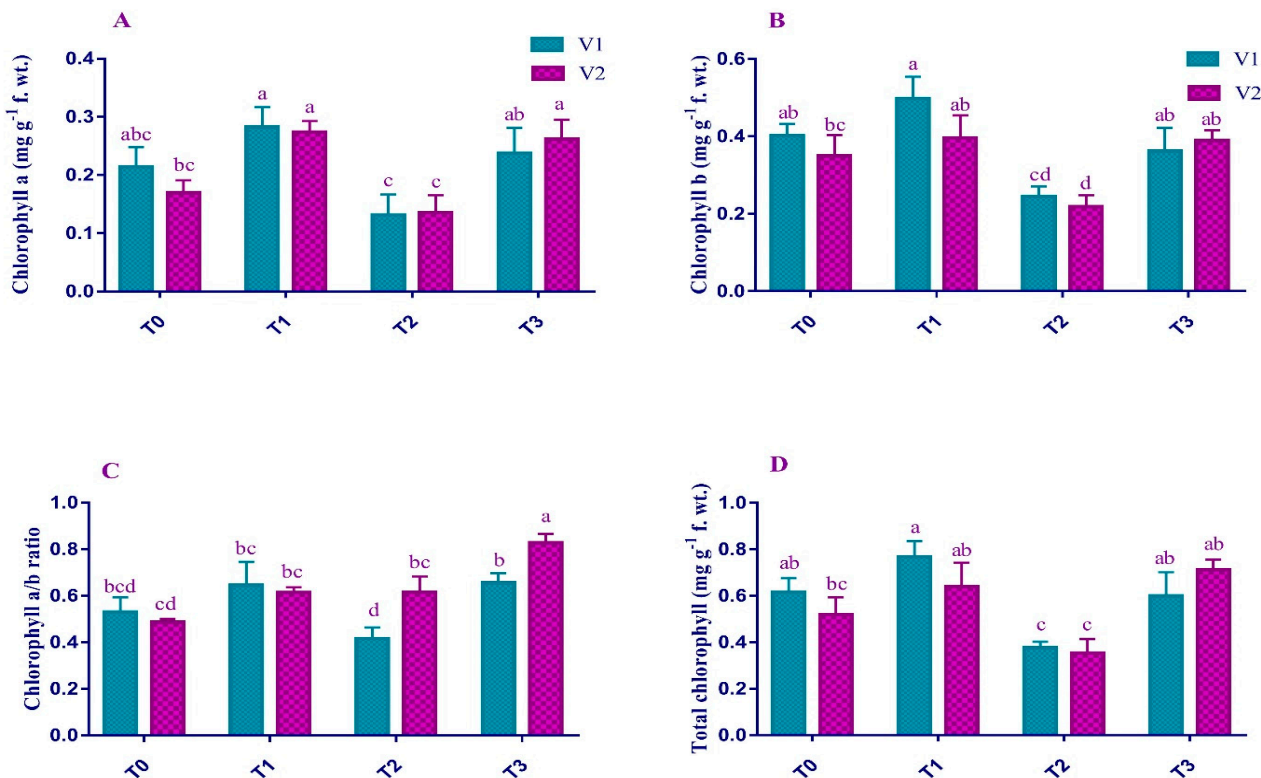 A
Chlorophyll a (mg g⁻¹ f. wt.)
0.4
0.3
0.2
0.1
0.0
V1
V2
abc
bc
a
a
c
c
ab
a
T0
T1
T2
T3
B
Chlorophyll b (mg g⁻¹ f. wt.)
0.6
0.4
0.2
0.0
V1
V2
ab
bc
a
ab
cd
d
ab
ab
T0
T1
T2
T3
C
Chlorophyll a/b ratio
1.0
0.8
0.6
0.4
0.2
0.0
bcd
cd
bc
bc
d
bc
b
a
T0
T1
T2
T3
D
Total chlorophyll (mg g⁻¹ f. wt.)
1.0
0.8
0.6
0.4
0.2
0.0
ab
bc
a
ab
c
c
ab
ab
T0
T1
T2
T3